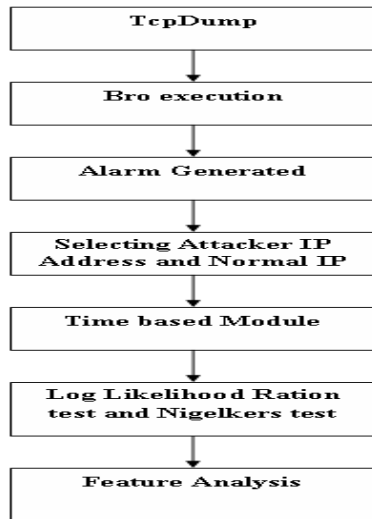 TcpDump
Bro execution
Alarm Generated
Selecting Attacker IP
Address and Normal IP
Time based Module
Log Likelihood Ration
test and Nigelkers test
Feature Analysis